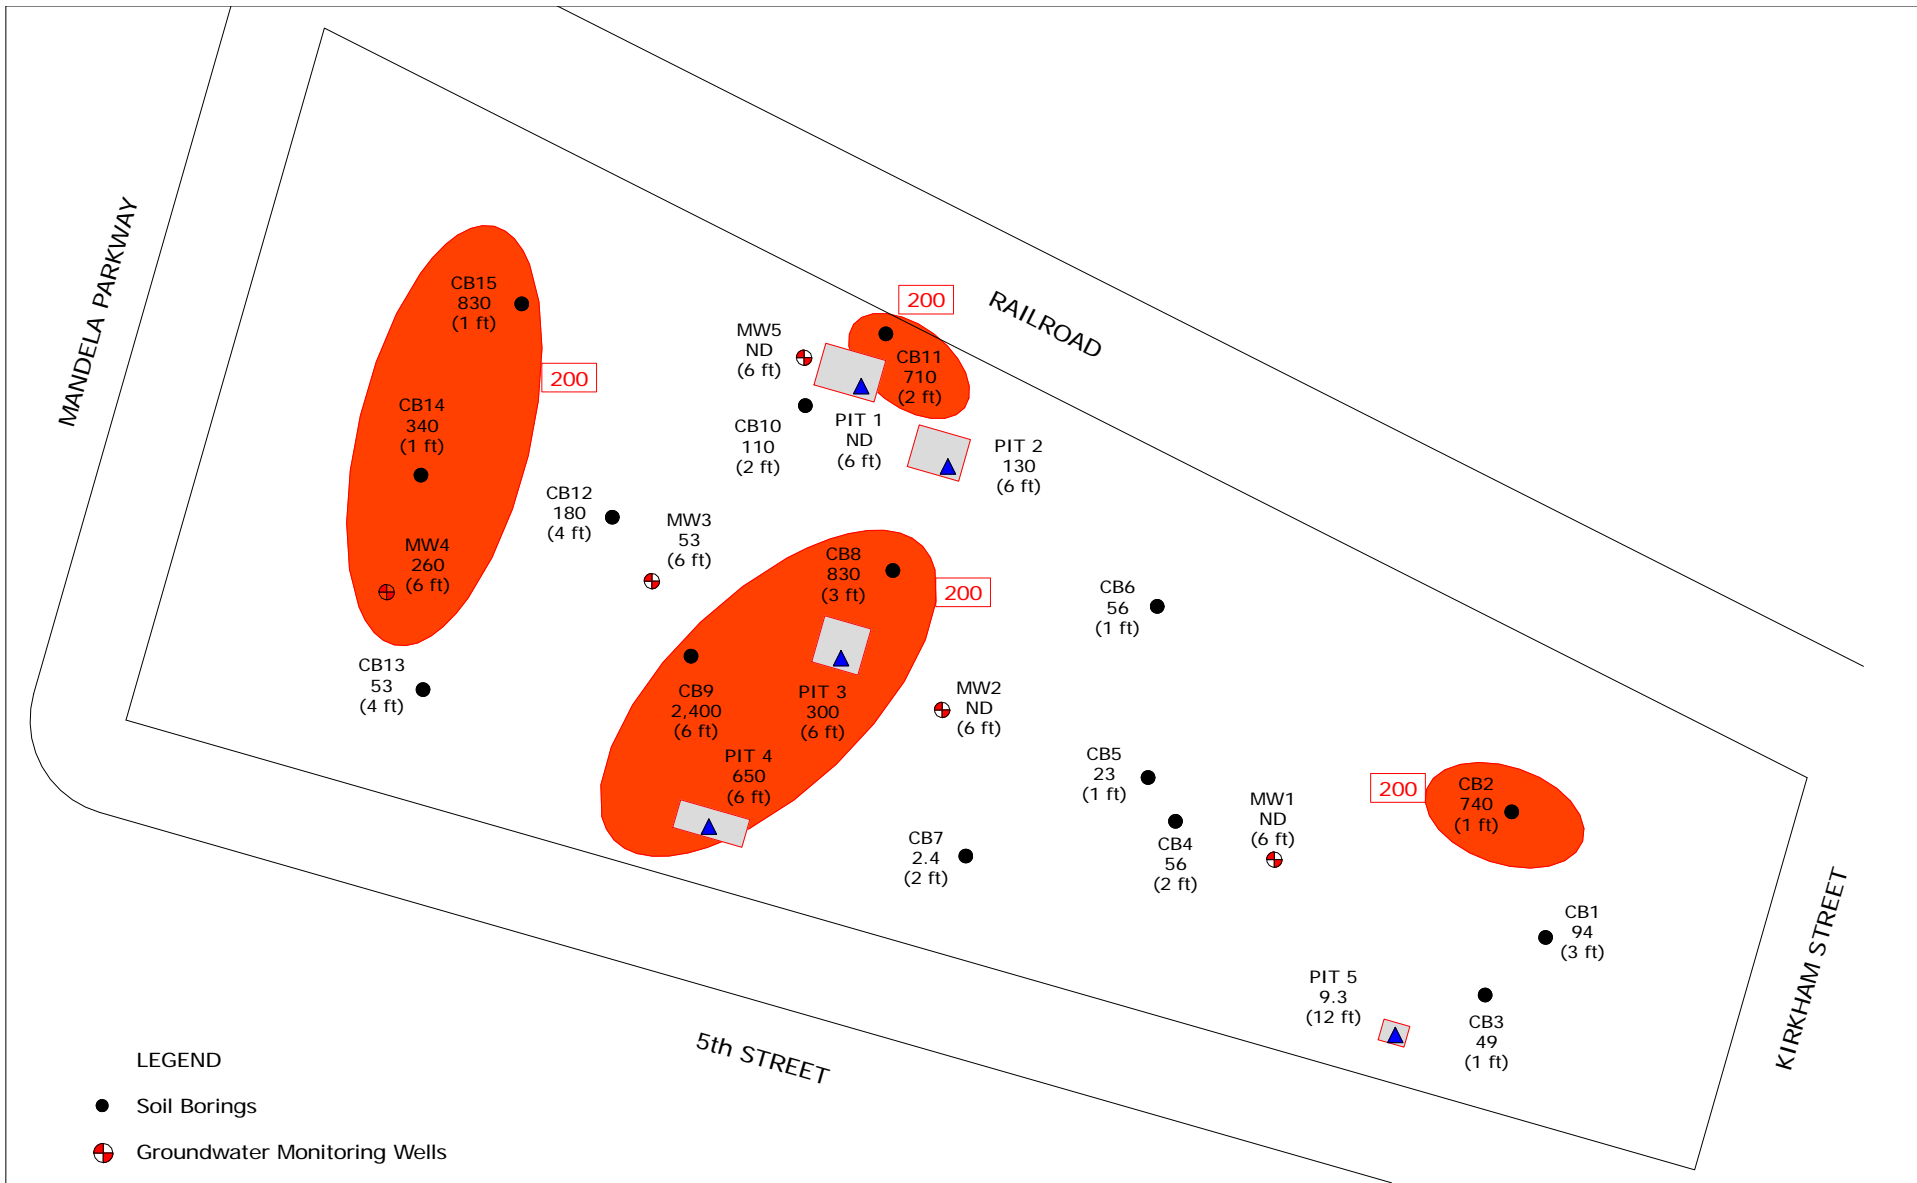 MANDELA PARKWAY
RAILROAD
CB15
830
(1 ft)
200
CB14
340
(1 ft)
MW4
260
(6 ft)
CB13
53
(4 ft)
CB12
180
(4 ft)
MW3
53
(6 ft)
MW5
ND
(6 ft)
CB10
110
(2 ft)
200
CB11
710
(2 ft)
PIT 1
ND
(6 ft)
PIT 2
130
(6 ft)
CB8
830
(3 ft)
200
CB9
2,400
(6 ft)
PIT 3
300
(6 ft)
PIT 4
650
(6 ft)
MW2
ND
(6 ft)
CB6
56
(1 ft)
CB5
23
(1 ft)
CB4
56
(2 ft)
CB7
2.4
(2 ft)
MW1
ND
(6 ft)
200
CB2
740
(1 ft)
CB1
94
(3 ft)
PIT 5
9.3
(12 ft)
CB3
49
(1 ft)
KIRKHAM STREET
5th STREET
LEGEND
Soil Borings
Groundwater Monitoring Wells